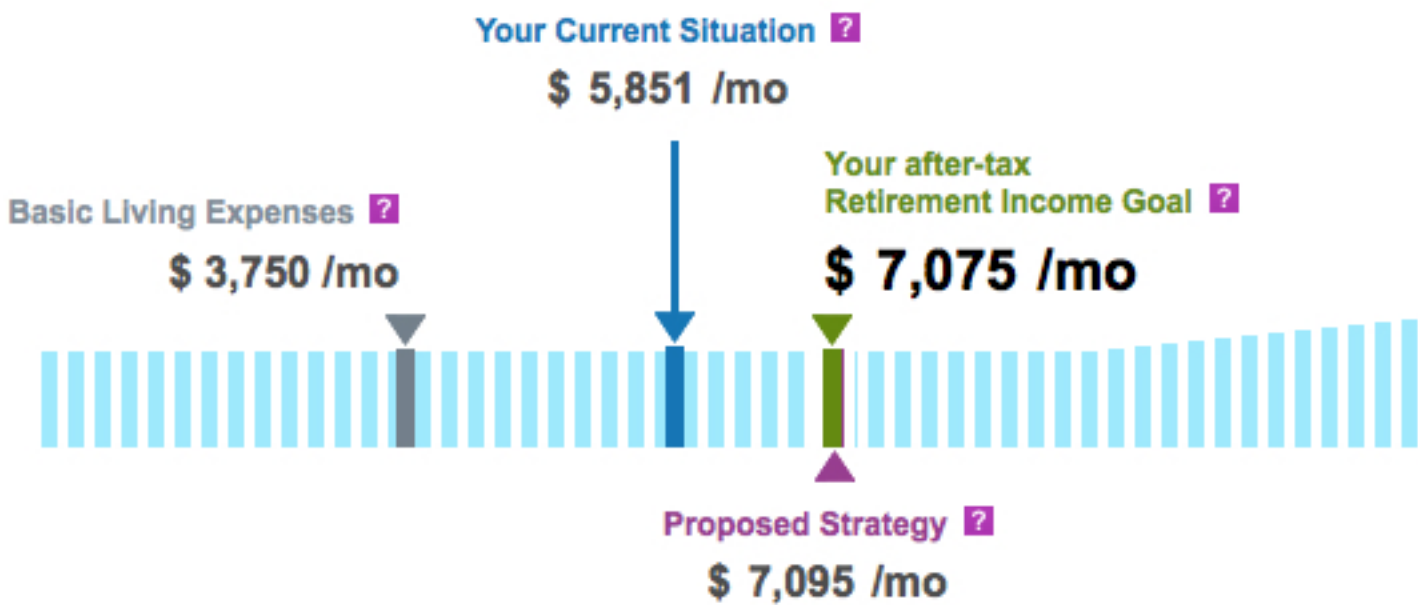 Your Current Situation ?
$ 5,851 /mo
Your after-tax
Retirement Income Goal ?
$ 7,075 /mo
Basic Living Expenses ?
$ 3,750 /mo
Proposed Strategy ?
$ 7,095 /mo